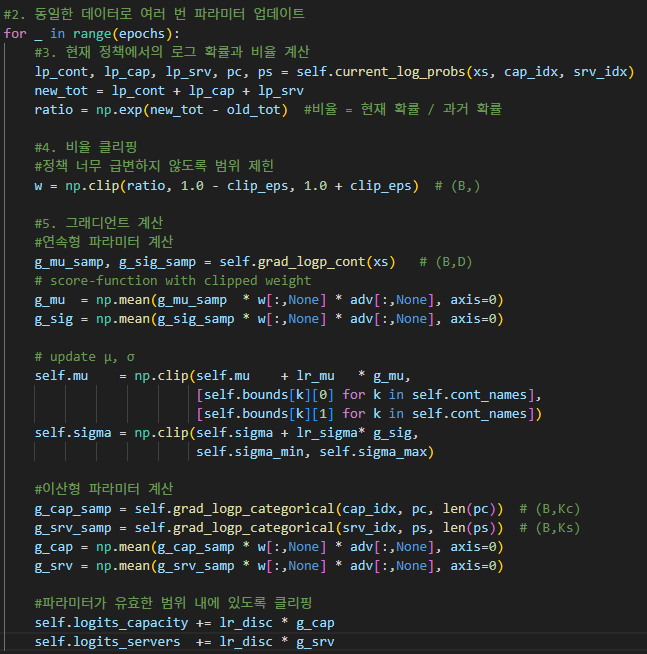 #2. 동일한 데이터로 여러 번 파라미터 업데이트
for _ in range(epochs):
#3. 현재 정책에서의 로그 확률과 비율 계산
lp_cont, lp_cap, lp_srv, pc, ps = self.current_log_probs(xs, cap_idx, srv_idx)
new_tot = lp_cont + lp_cap + lp_srv
ratio = np.exp(new_tot - old_tot)  #비율 = 현재 확률 / 과거 확률
#4. 비율 클리핑
#정책 너무 급변하지 않도록 범위 제힌
w = np.clip(ratio, 1.0 - clip_eps, 1.0 + clip_eps)  # (B,)
#5. 그래디언트 계산
#연속형 파라미터 계산
g_mu_samp, g_sig_samp = self.grad_logp_cont(xs)   # (B,D)
# score-function with clipped weight
g_mu  = np.mean(g_mu_samp  * w[:,None] * adv[:,None], axis=0)
g_sig = np.mean(g_sig_samp * w[:,None] * adv[:,None], axis=0)
# update μ, σ
self.mu    = np.clip(self.mu    + lr_mu   * g_mu,
[self.bounds[k][0] for k in self.cont_names],
[self.bounds[k][1] for k in self.cont_names])
self.sigma = np.clip(self.sigma + lr_sigma* g_sig,
self.sigma_min, self.sigma_max)
#이산형 파라미터 계산
g_cap_samp = self.grad_logp_categorical(cap_idx, pc, len(pc))  # (B,Kc)
g_srv_samp = self.grad_logp_categorical(srv_idx, ps, len(ps))  # (B,Ks)
g_cap = np.mean(g_cap_samp * w[:,None] * adv[:,None], axis=0)
g_srv = np.mean(g_srv_samp * w[:,None] * adv[:,None], axis=0)
#파라미터가 유효한 범위 내에 있도록 클리핑
self.logits_capacity += lr_disc * g_cap
self.logits_servers  += lr_disc * g_srv